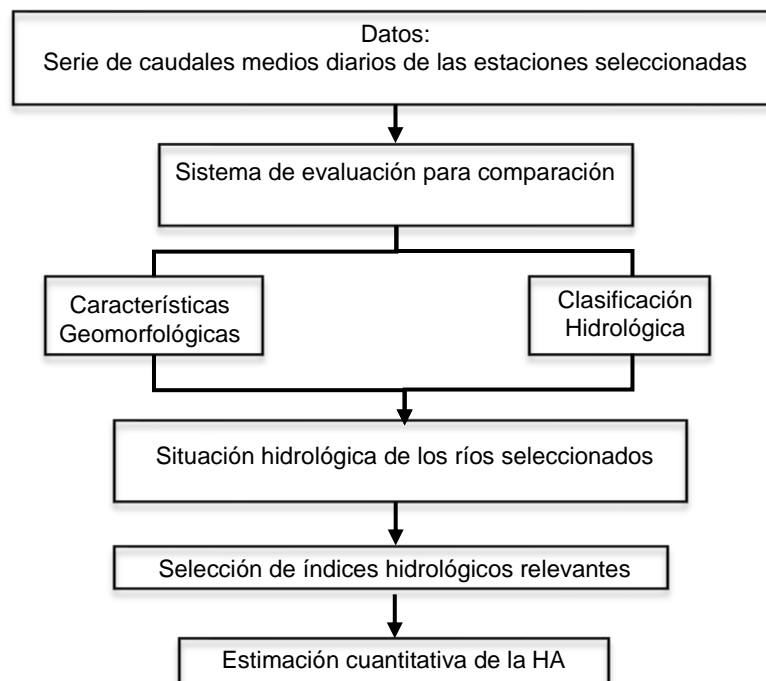 Datos:
Serie de caudales medios diarios de las estaciones seleccionadas
Sistema de evaluación para comparación
Característícas
Geomorfológicas
Clasificación
Hidrológica
Situación hidrológica de los ríos seleccionados
Selección de índices hidrológicos relevantes
Estimación cuantitativa de la HA